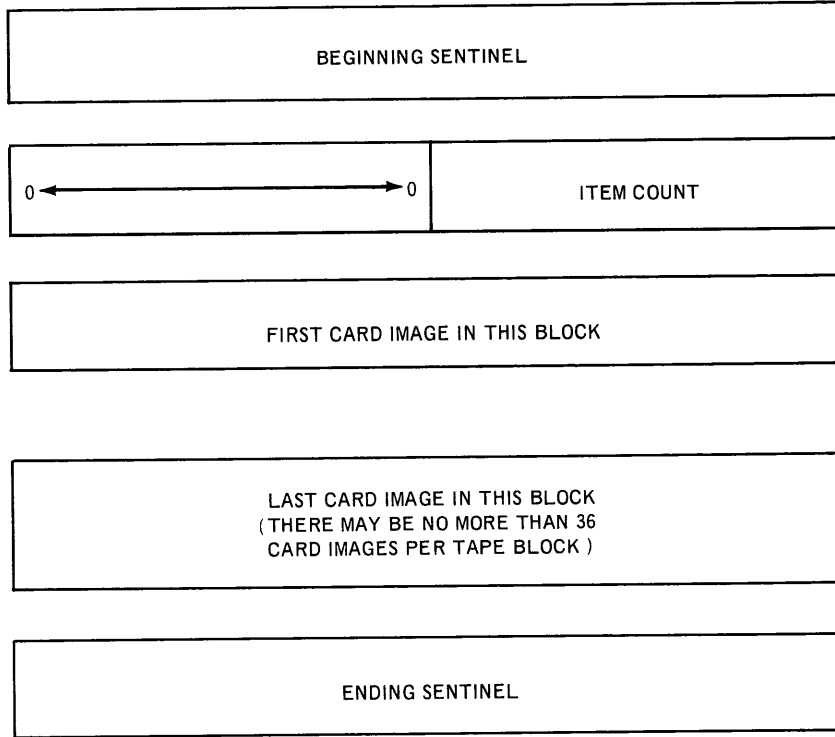 BEGINNING SENTINEL
0 0 ITEM COUNT
FIRST CARD IMAGE IN THIS BLOCK
LAST CARD IMAGE IN THIS BLOCK
(THERE MAY BE NO MORE THAN 36
CARD IMAGES PER TAPE BLOCK)
ENDING SENTINEL